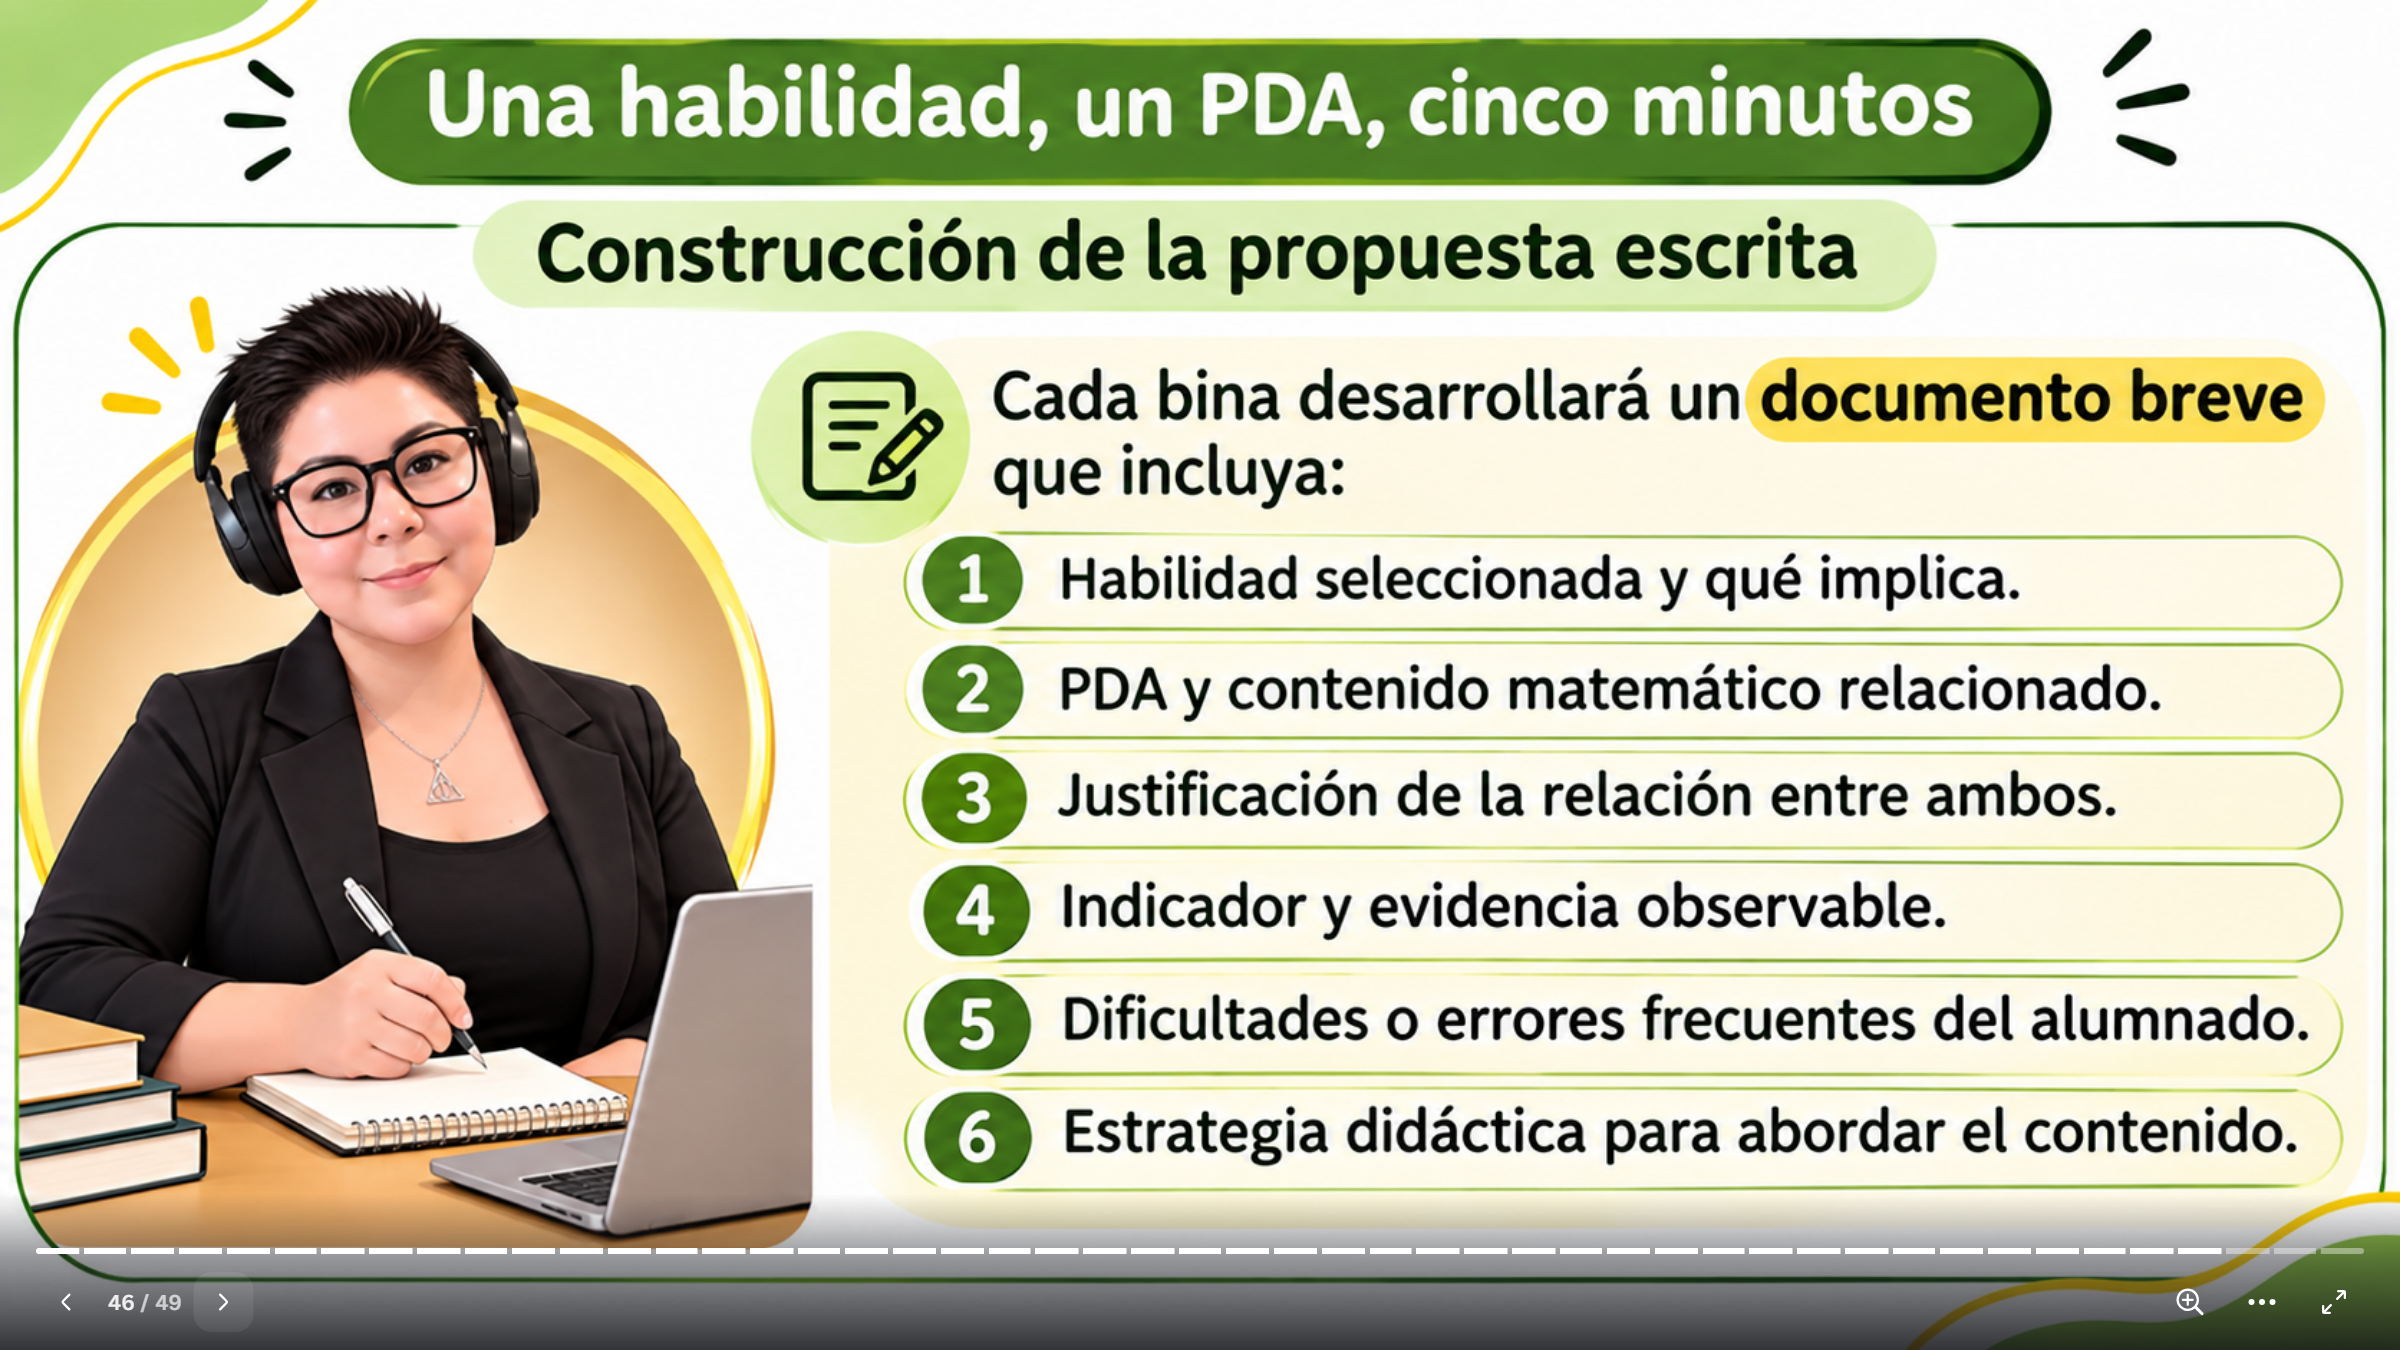 Una habilidad, un PDA, cinco minutos
Construcción de la propuesta escrita
Cada bina desarrollará un documento breve
que incluya:
1 Habilidad seleccionada y qué implica.
2 PDA y contenido matemático relacionado.
3 Justificación de la relación entre ambos.
4 Indicador y evidencia observable.
5 Dificultades o errores frecuentes del alumnado.
6 Estrategia didáctica para abordar el contenido.
46 / 49